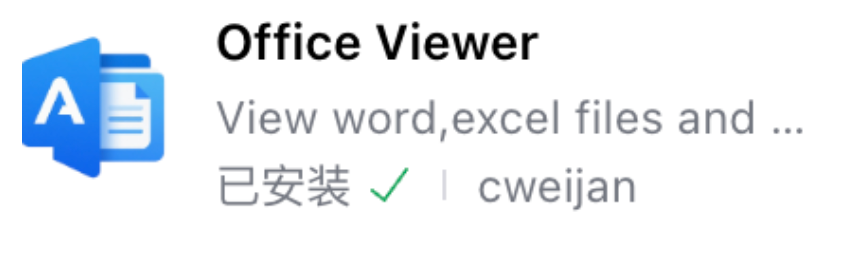 Office Viewer
View word,excel files and ...
已安装 ✓ | cweijan